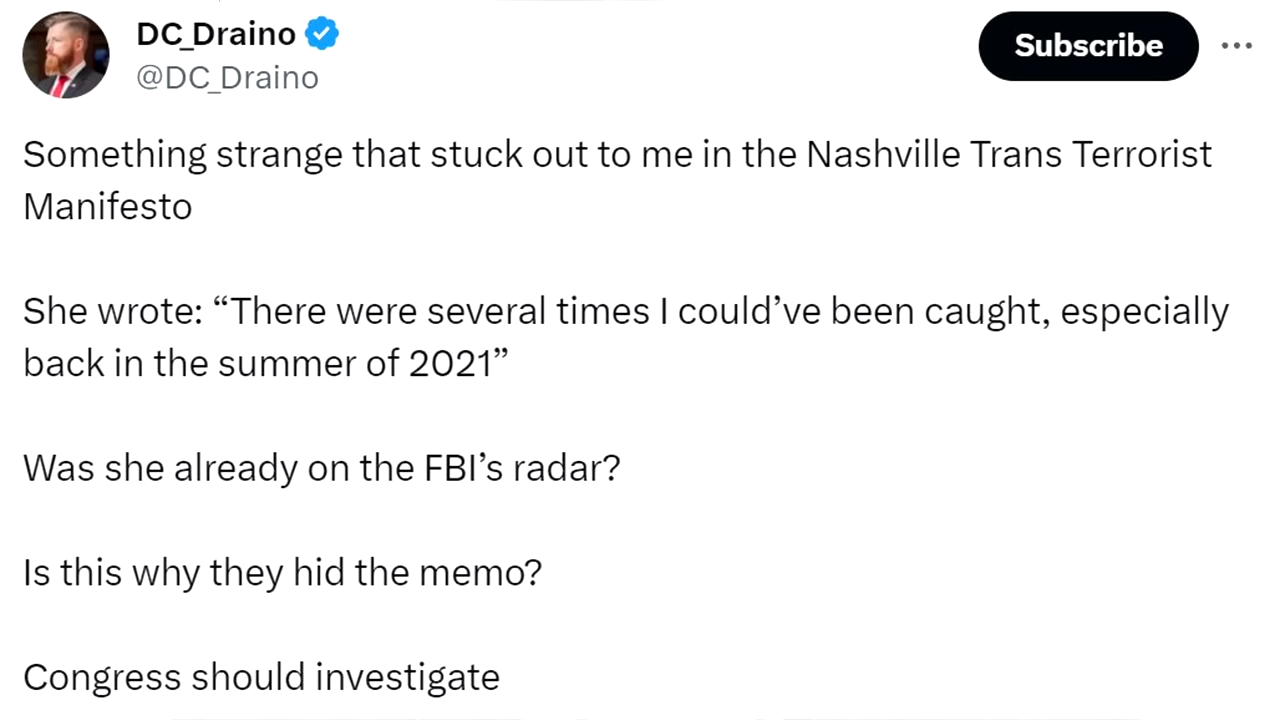 DC_Draino
@DC_Draino
Subscribe
Something strange that stuck out to me in the Nashville Trans Terrorist
Manifesto
She wrote: “There were several times I could’ve been caught, especially
back in the summer of 2021”
Was she already on the FBI’s radar?
Is this why they hid the memo?
Congress should investigate